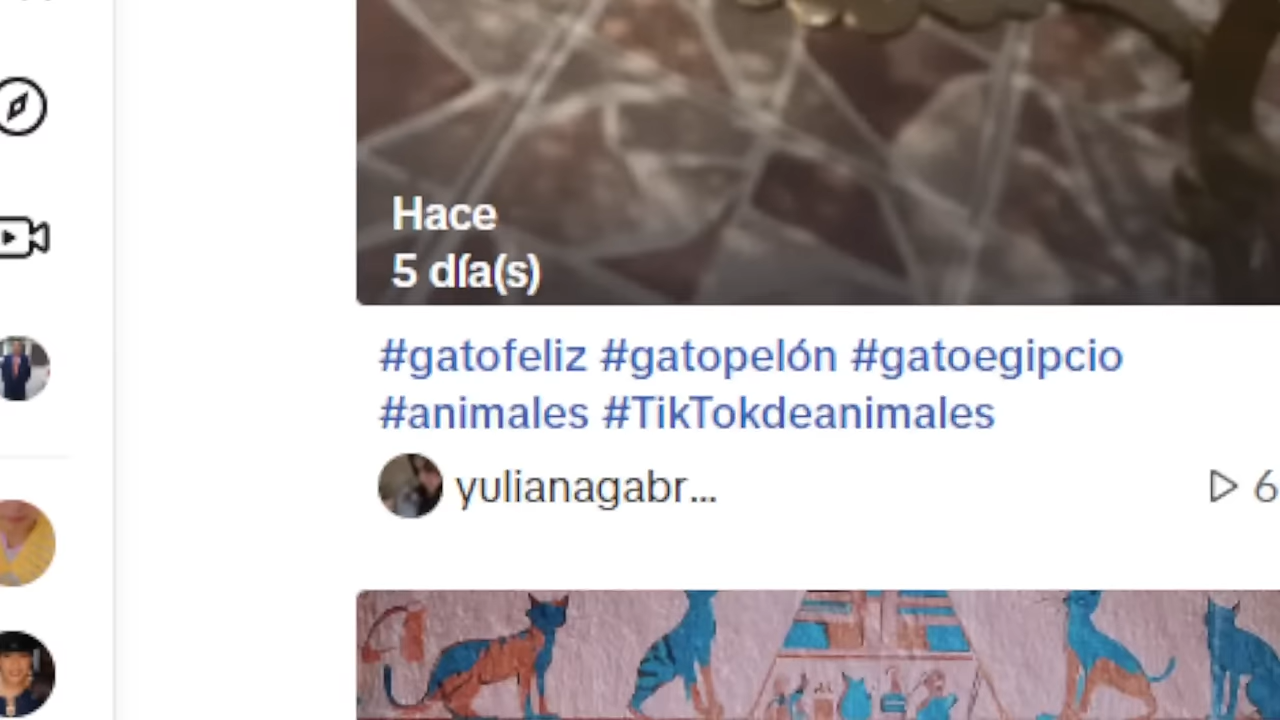 Hace
5 día(s)
#gatofeliz #gatopelón #gatoegipcio
#animales #TikTokdeanimales
yulianagabr...
6